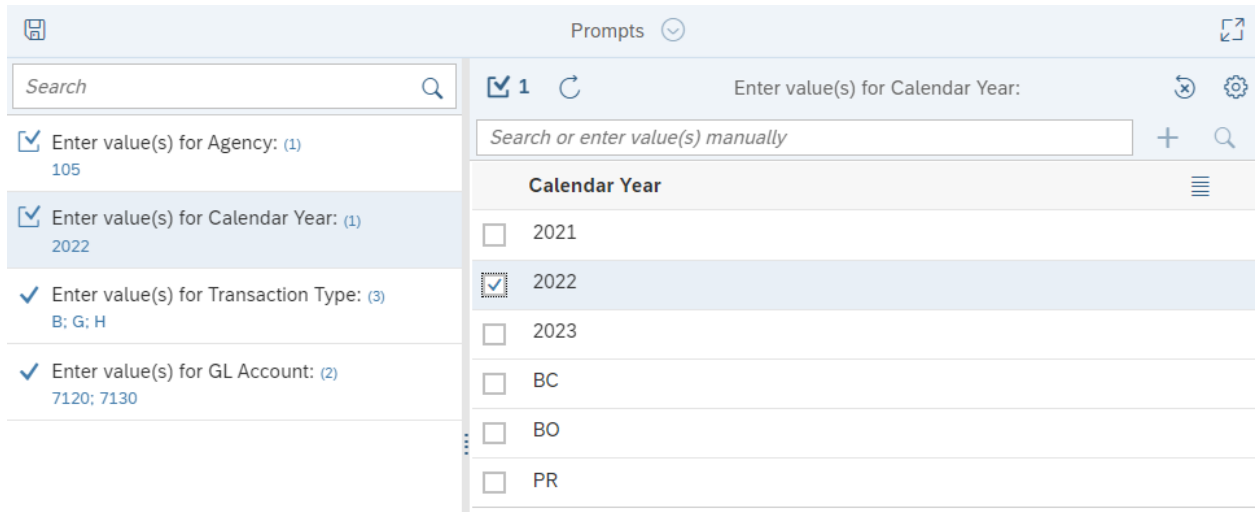 Prompts
Search
Enter value(s) for Agency: (1)
105
Enter value(s) for Calendar Year: (1)
2022
Enter value(s) for Transaction Type: (3)
B; G; H
Enter value(s) for GL Account: (2)
7120; 7130
1
Enter value(s) for Calendar Year:
Search or enter value(s) manually
Calendar Year
2021
2022
2023
BC
BO
PR